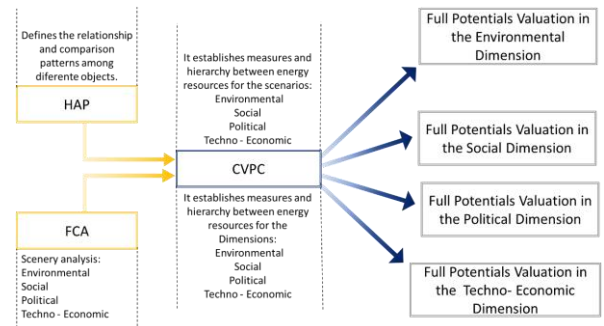 Defines the relationship
and comparison
patterns among
diferente objects.
HAP
FCA
Scenery analysis:
Environmental
Social
Political
Techno - Economic
It establishes measures and
hierarchy between energy
resources for the scenarios:
Environmental
Social
Political
Techno - Economic
CVPC
It establishes measures and
hierarchy between energy
resources for the
Dimensions:
Environmental
Social
Political
Techno - Economic
Full Potentials Valuation in
the Environmental
Dimension
Full Potentials Valuation in
the Social Dimension
Full Potentials Valuation in
the Political Dimension
Full Potentials Valuation in
the Techno- Economic
Dimension